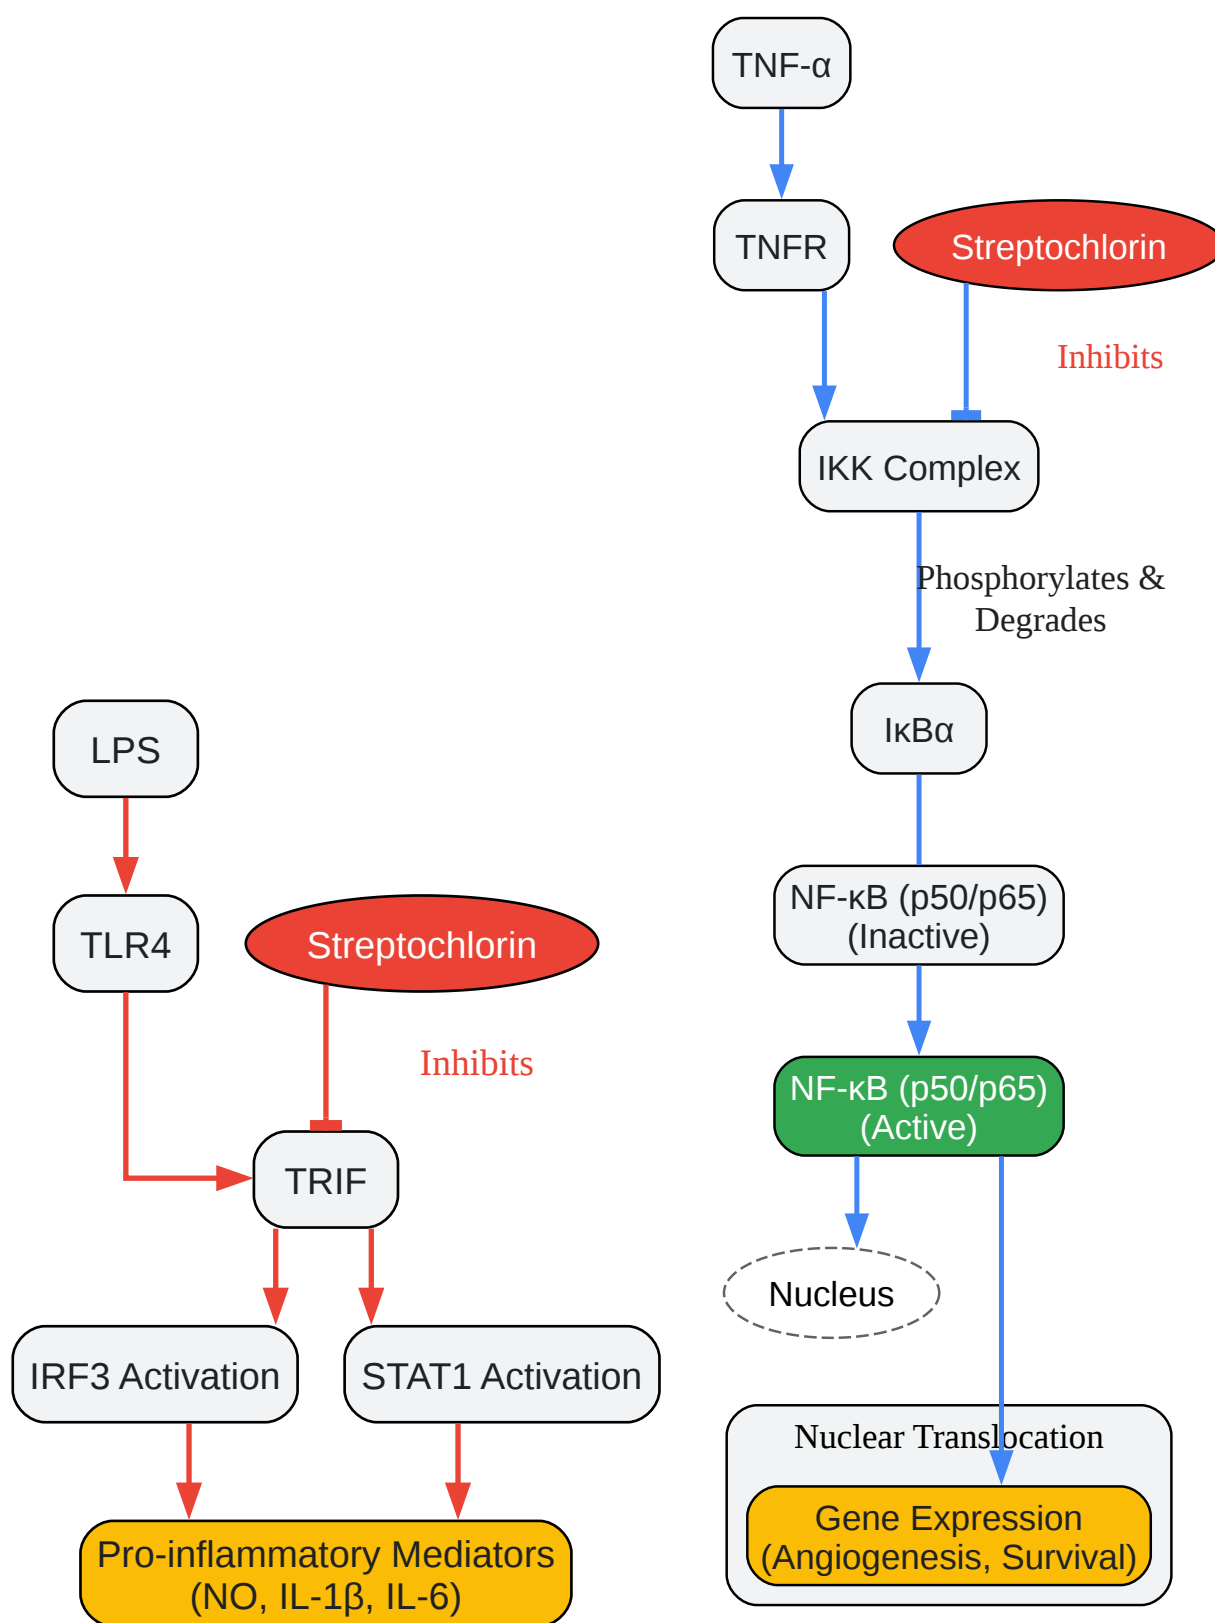 TNF-α
TNFR
Streptochlorin
Inhibits
IKK Complex
Phosphorylates &
Degrades
IκBα
NF-κB (p50/p65)
(Inactive)
NF-κB (p50/p65)
(Active)
Nucleus
Nuclear Translocation
Gene Expression
(Angiogenesis, Survival)
LPS
TLR4
Streptochlorin
Inhibits
TRIF
IRF3 Activation
STAT1 Activation
Pro-inflammatory Mediators
(NO, IL-1β, IL-6)